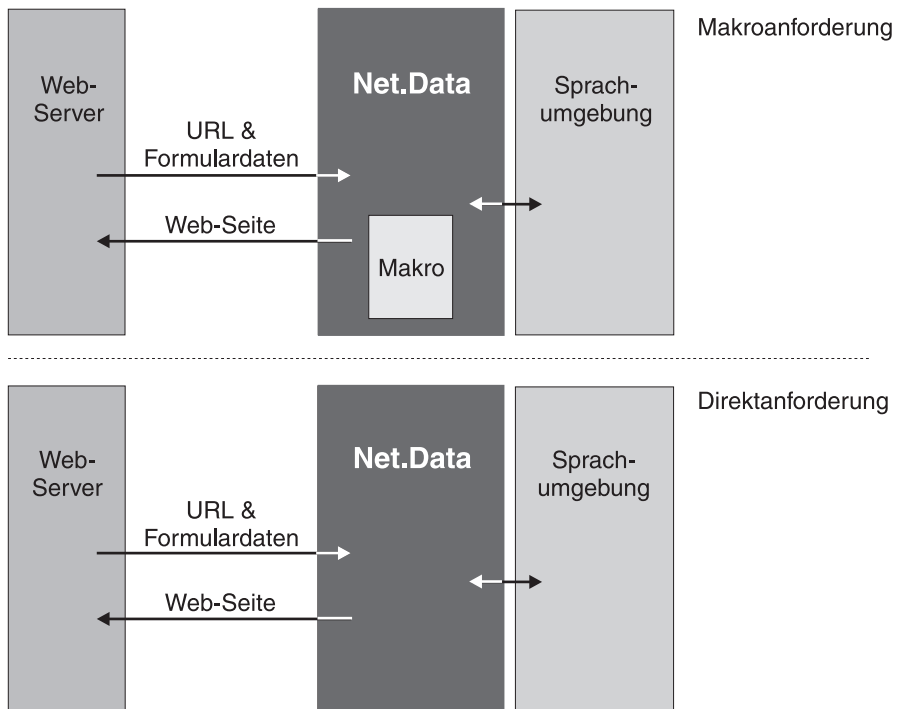 Makroanforderung
Web-
Server
Net.Data
Sprach-
umgebung
URL &
Formulardaten
Web-Seite
Makro
Direktanforderung
Web-
Server
Net.Data
Sprach-
umgebung
URL &
Formulardaten
Web-Seite